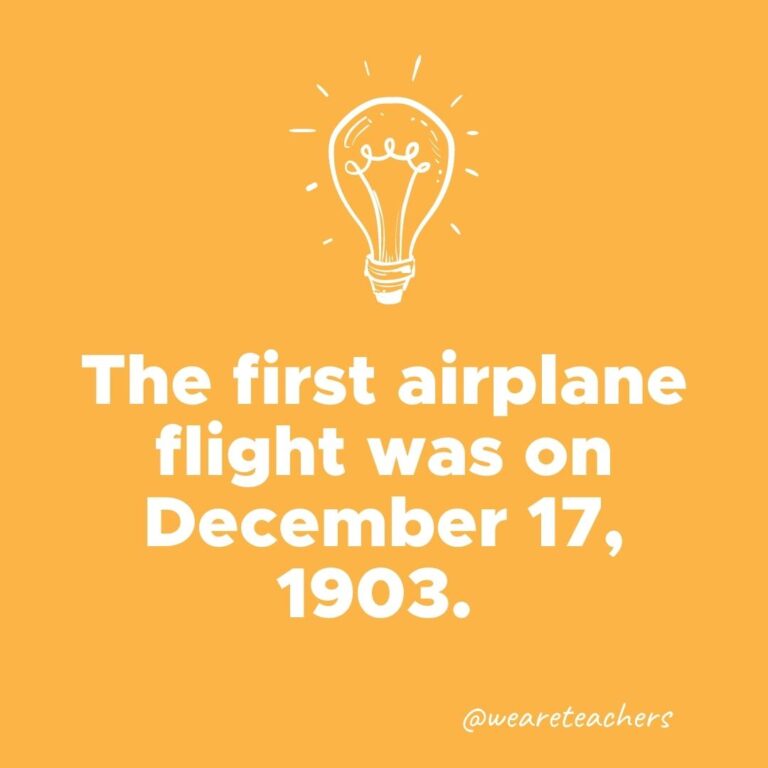 The first airplane
flight was on
December 17,
1903.
@weareteachers